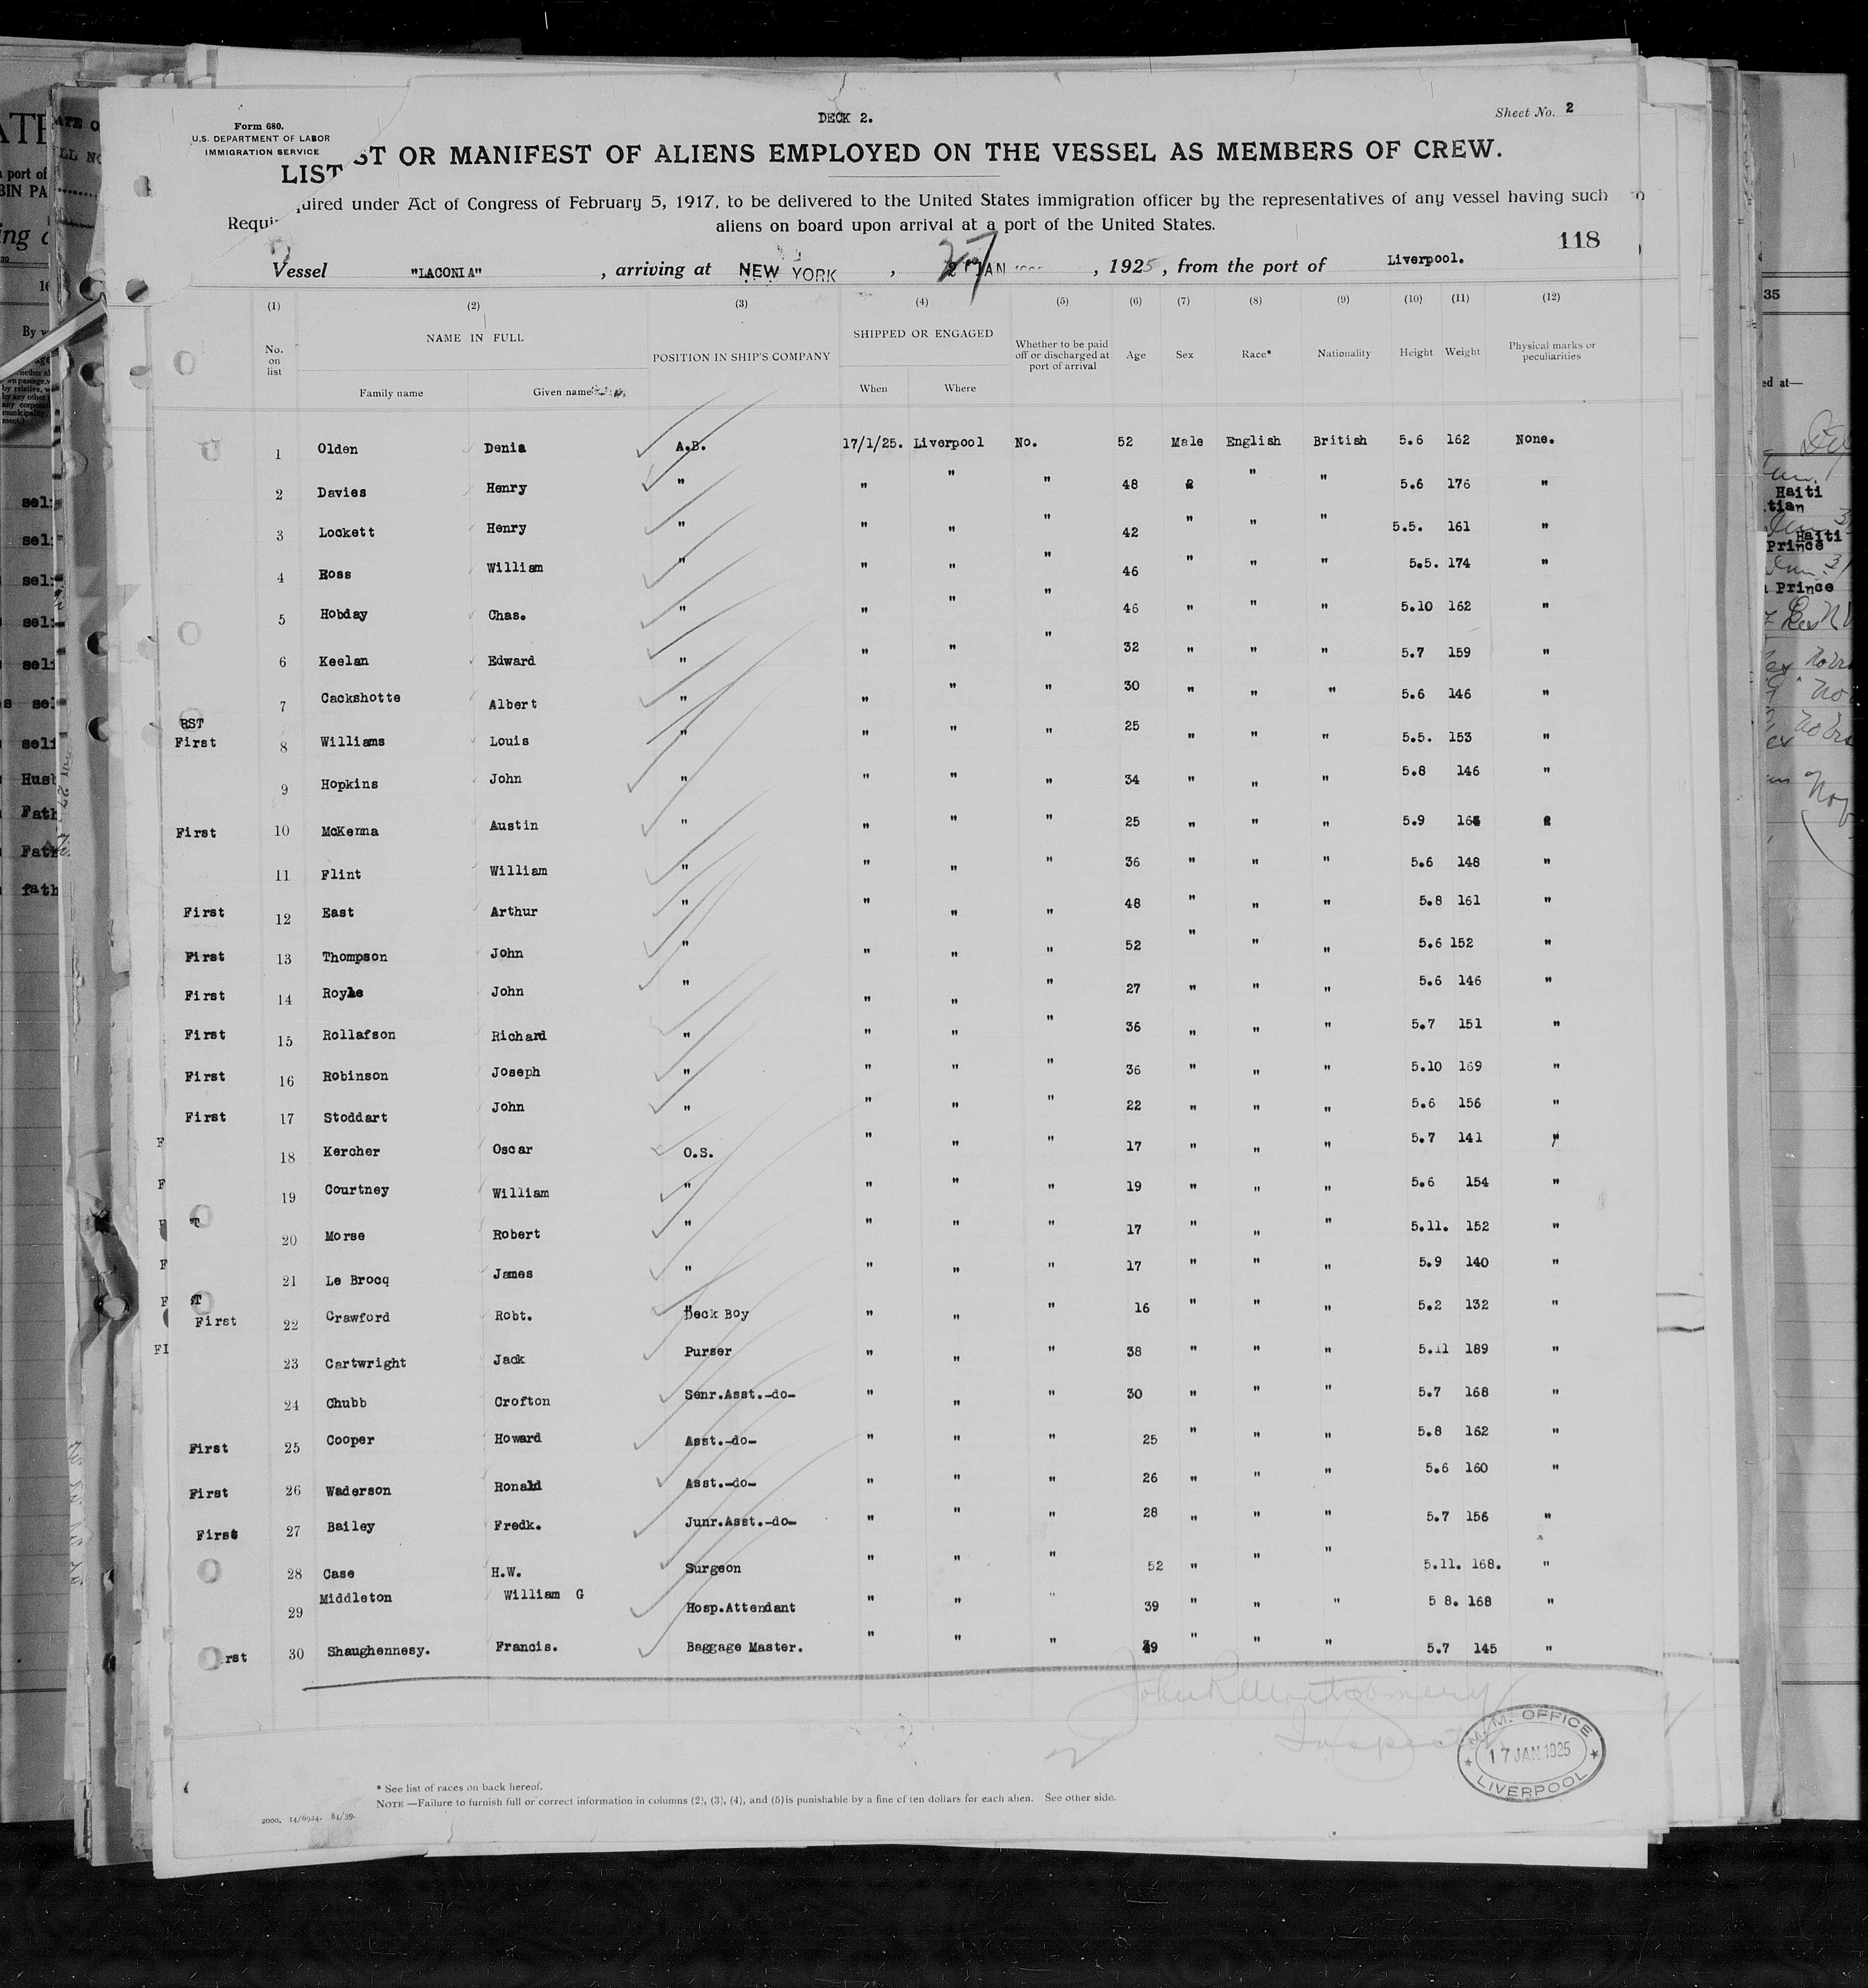 DECK 2.
Sheet No. 2
Form 680.
U.S. DEPARTMENT OF LABOR
IMMIGRATION SERVICE
LIST OR MANIFEST OF ALIENS EMPLOYED ON THE VESSEL AS MEMBERS OF CREW.
Required under Act of Congress of February 5, 1917, to be delivered to the United States immigration officer by the representatives of any vessel having such
aliens on board upon arrival at a port of the United States.
118
Vessel "LACONIA", arriving at NEW YORK, 27 JAN, 1925, from the port of Liverpool.
(1) (2) (3) (4) (5) (6) (7) (8) (9) (10) (11) (12)
No. on list NAME IN FULL Family name Given name POSITION IN SHIP'S COMPANY SHIPPED OR ENGAGED When Where Whether to be paid off or discharged at port of arrival Age Sex Race* Nationality Height Weight Physical marks or peculiarities
1 Olden Denis A.B. 17/1/25. Liverpool No. 52 Male English British 5.6 162 None.
2 Davies Henry " " " " 48 " " " 5.6 176 "
3 Lockett Henry " " " " 42 " " " 5.5. 161 "
4 Ross William " " " " 46 " " " 5.5. 174 "
5 Hobday Chas. " " " " 46 " " " 5.10 162 "
6 Keelan Edward " " " " 32 " " " 5.7 159 "
7 Cackshotte Albert " " " " 30 " " " 5.6 146 "
RST
First 8 Williams Louis " " " " 25 " " " 5.5. 153 "
9 Hopkins John " " " " 34 " " " 5.8 146 "
First 10 McKenna Austin " " " " 25 " " " 5.9 "
11 Flint William " " " " 36 " " " 5.6 148 "
First 12 East Arthur " " " " 48 " " " 5.8 161 "
First 13 Thompson John " " " " 52 " " " 5.6 152 "
First 14 Royle John " " " " 27 " " " 5.6 146 "
First 15 Rollafson Richard " " " " 36 " " " 5.7 151 "
First 16 Robinson Joseph " " " " 36 " " " 5.10 169 "
First 17 Stoddart John " " " " 22 " " " 5.6 156 "
18 Kercher Oscar O.S. " " " 17 " " " 5.7 141 "
19 Courtney William " " " " 19 " " " 5.6 154 "
20 Morse Robert " " " " 17 " " " 5.11. 152 "
21 Le Brocq James " " " " 17 " " " 5.9 140 "
First 22 Crawford Robt. Deck Boy " " " 16 " " " 5.2 132 "
23 Cartwright Jack Purser " " " 38 " " " 5.11 189 "
24 Chubb Crofton Senr.Asst.-do- " " " 30 " " " 5.7 168 "
First 25 Cooper Howard Asst.-do- " " " 25 " " " 5.8 162 "
First 26 Waderson Ronald Asst.-do- " " " 26 " " " 5.6 160 "
First 27 Bailey Fredk. Junr.Asst.-do- " " " 28 " " " 5.7 156 "
28 Case H.W. Surgeon " " " 52 " " " 5.11. 168. "
29 Middleton William G Hosp.Attendant " " " 39 " " " 5 8. 168 "
rst 30 Shaughennesy. Francis. Baggage Master. " " " " " " 5.7 145 "
John R Montgomery
Inspector
M.M. OFFICE
17 JAN 1925
LIVERPOOL
* See list of races on back hereof.
NOTE —Failure to furnish full or correct information in columns (2), (3), (4), and (5) is punishable by a fine of ten dollars for each alien. See other side.
2000, 14/6924. 84/39.